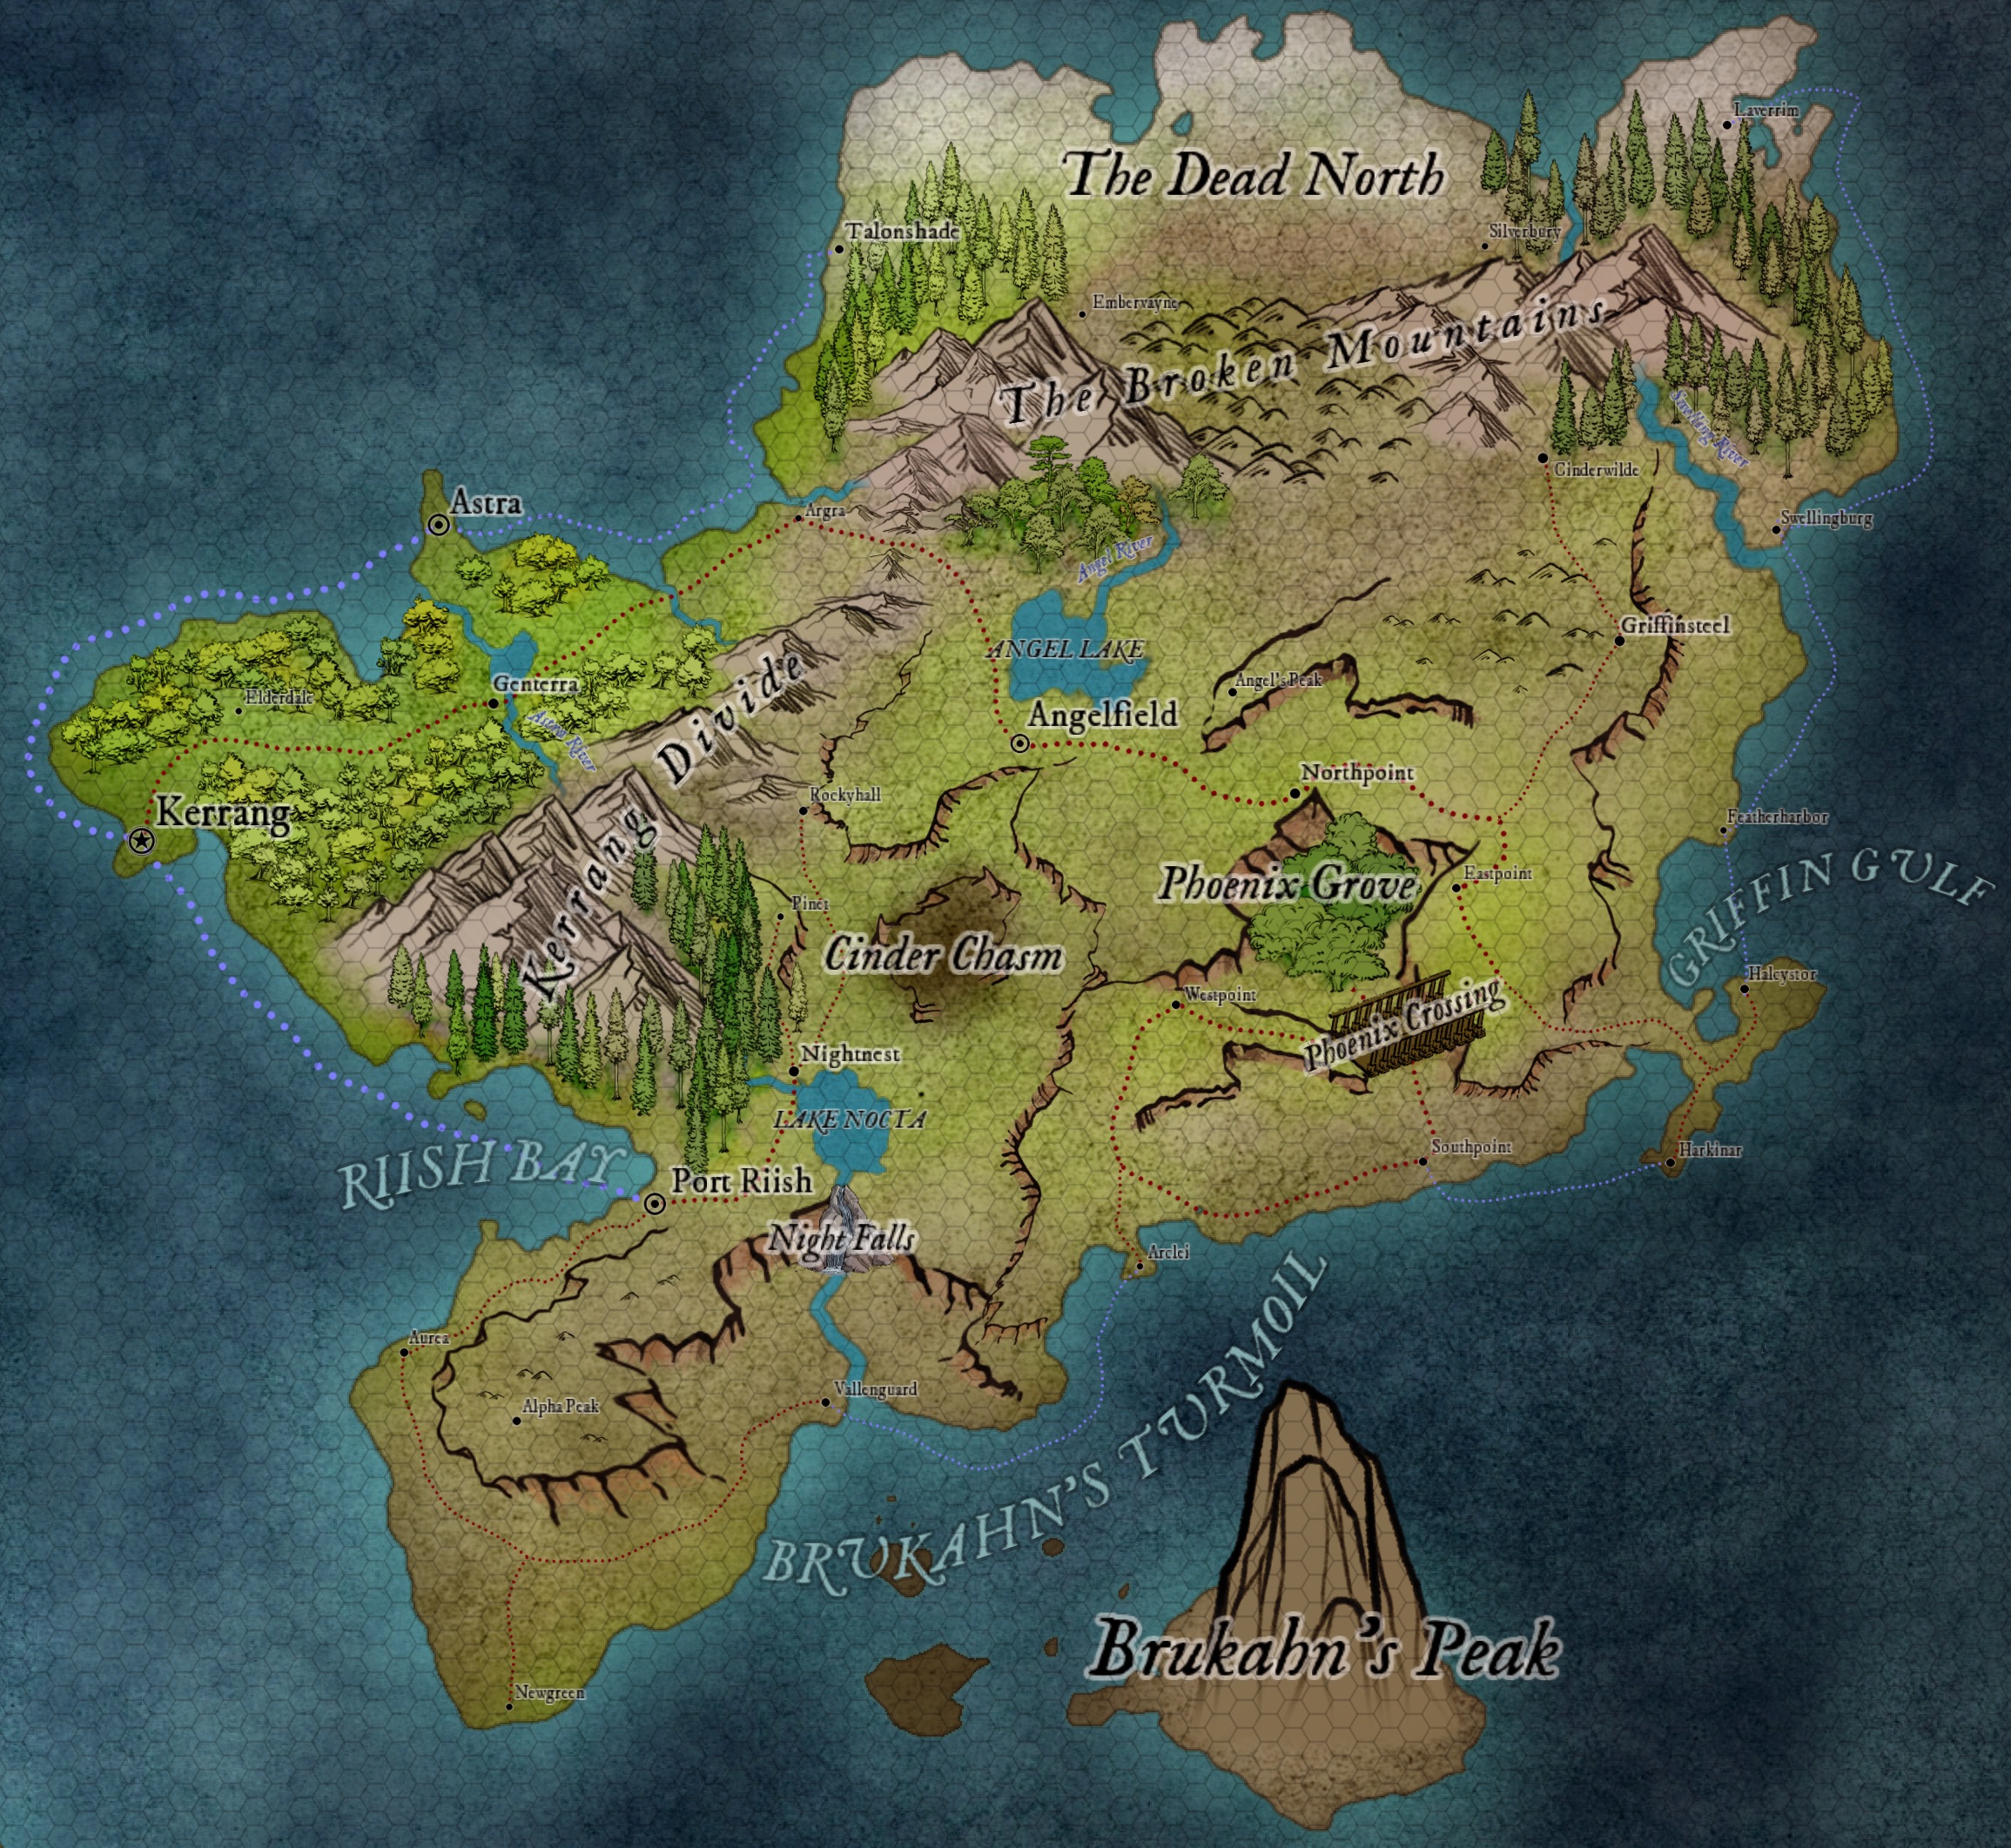 Laverrim
The Dead North
Talonshade
Silverbury
Embervayne
The Broken Mountains
Swelling River
Cinderwilde
Astra
Argra
Swellingburg
Angel River
Griffinsteel
ANGEL LAKE
Genterra
Elderdale
Angel's Peak
Astra River
Angelfield
Kerrang Divide
Northpoint
Rockyhall
Kerrang
Featherharbor
Phoenix Grove
Eastpoint
GRIFFIN GULF
Pinet
Cinder Chasm
Halcystor
Westpoint
Phoenix Crossing
Nightnest
LAKE NOCTA
RIISH BAY
Southpoint
Harkinar
Port Riish
Night Falls
Arclei
Aurea
Vallenguard
Alpha Peak
BRUKAHN'S TURMOIL
Brukahn's Peak
Newgreen